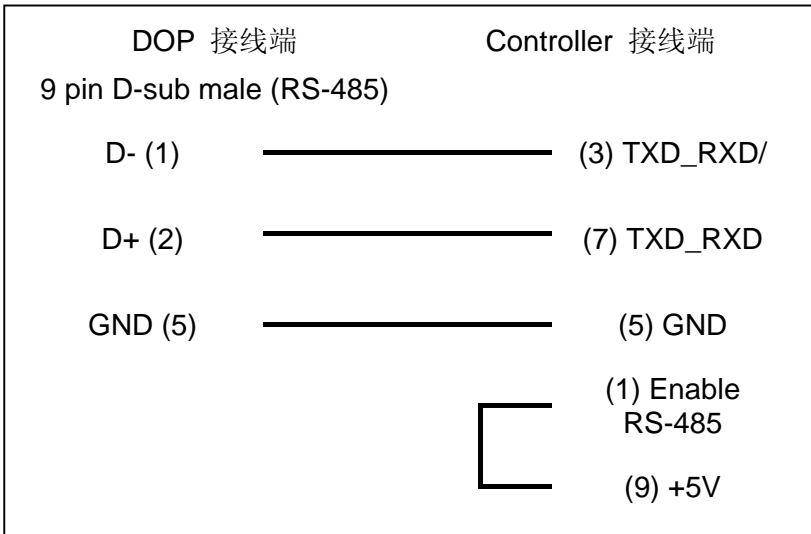 DOP 接线端 Controller 接线端
9 pin D-sub male (RS-485)
D- (1) (3) TXD_RXD/
D+ (2) (7) TXD_RXD
GND (5) (5) GND
(1) Enable
RS-485
(9) +5V